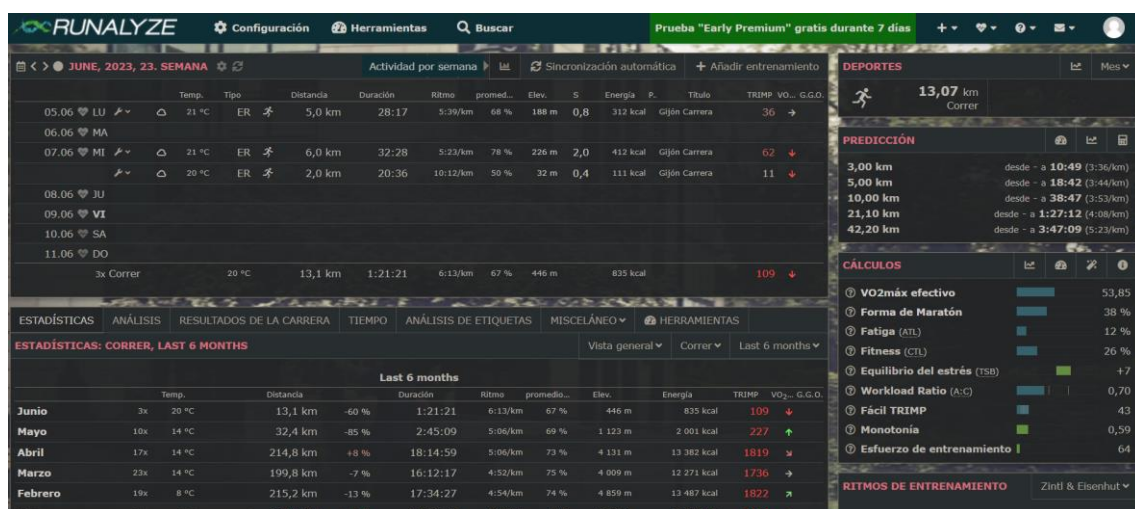 RUNALYZE Configuración Herramientas Buscar Prueba "Early Premium" gratis durante 7 días
JUNE, 2023, 23. SEMANA Actividad por semana Sincronización automática + Añadir entrenamiento
Temp. Tipo Distancia Duración Ritmo promed... Elev. S Energía P.. Título TRIMP VO... G.G.O.
05.06 LU 21 °C ER 5,0 km 28:17 5:39/km 68 % 188 m 0,8 312 kcal Gijón Carrera 36
06.06 MA
07.06 MI 21 °C ER 6,0 km 32:28 5:23/km 78 % 226 m 2,0 412 kcal Gijón Carrera 62
20 °C ER 2,0 km 20:36 10:12/km 50 % 32 m 0,4 111 kcal Gijón Carrera 11
08.06 JU
09.06 VI
10.06 SA
11.06 DO
3x Correr 20 °C 13,1 km 1:21:21 6:13/km 67 % 446 m 835 kcal 109
ESTADÍSTICAS ANÁLISIS RESULTADOS DE LA CARRERA TIEMPO ANÁLISIS DE ETIQUETAS MISCELÁNEO HERRAMIENTAS
ESTADÍSTICAS: CORRER, LAST 6 MONTHS Vista general Correr Last 6 months
Last 6 months
Temp. Distancia Duración Ritmo promedio... Elev. Energía TRIMP VO2... G.G.O.
Junio 3x 20 °C 13,1 km -60 % 1:21:21 6:13/km 67 % 446 m 835 kcal 109
Mayo 10x 14 °C 32,4 km -85 % 2:45:09 5:06/km 69 % 1 123 m 2 001 kcal 227
Abril 17x 14 °C 214,8 km +8 % 18:14:59 5:06/km 73 % 4 131 m 13 382 kcal 1819
Marzo 23x 14 °C 199,8 km -7 % 16:12:17 4:52/km 75 % 4 009 m 12 271 kcal 1736
Febrero 19x 8 °C 215,2 km -13 % 17:34:27 4:54/km 74 % 4 859 m 13 487 kcal 1822
DEPORTES Mes
13,07 km
Correr
PREDICCIÓN
3,00 km desde - a 10:49 (3:36/km)
5,00 km desde - a 18:42 (3:44/km)
10,00 km desde - a 38:47 (3:53/km)
21,10 km desde - a 1:27:12 (4:08/km)
42,20 km desde - a 3:47:09 (5:23/km)
CÁLCULOS
VO2máx efectivo 53,85
Forma de Maratón 38 %
Fatiga (ATL) 12 %
Fitness (CTL) 26 %
Equilibrio del estrés (TSB) +7
Workload Ratio (A:C) 0,70
Fácil TRIMP 43
Monotonía 0,59
Esfuerzo de entrenamiento 64
RITMOS DE ENTRENAMIENTO Zintl & Eisenhut